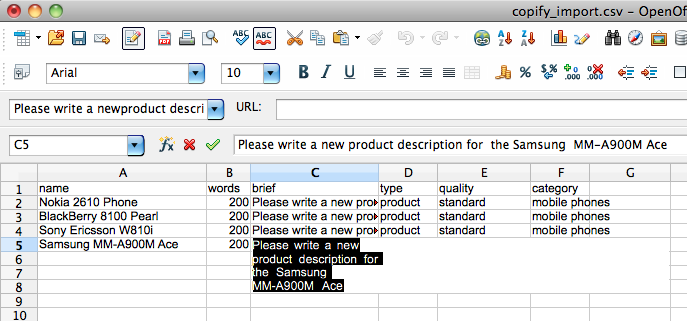 copify_import.csv – OpenOf
ABC ABC
Arial 10 B I U % $% .000 .000
Please write a newproduct descri URL:
C5 Please write a new product description for the Samsung MM-A900M Ace
A B C D E F G
1 name words brief type quality category
2 Nokia 2610 Phone 200 Please write a new pro product standard mobile phones
3 BlackBerry 8100 Pearl 200 Please write a new pro product standard mobile phones
4 Sony Ericsson W810i 200 Please write a new pro product standard mobile phones
5 Samsung MM-A900M Ace 200 Please write a new
6 product description for
7 the Samsung
8 MM-A900M Ace
9
10